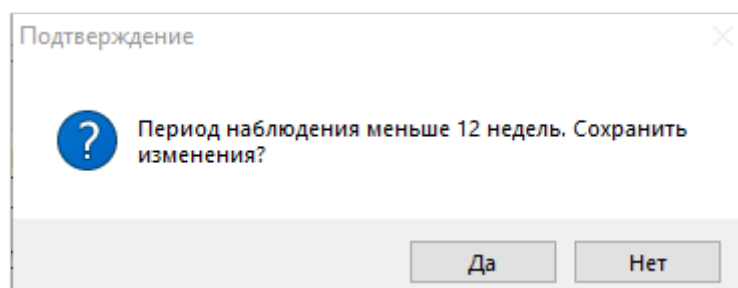 Подтверждение
Период наблюдения меньше 12 недель. Сохранить
изменения?
Да
Нет